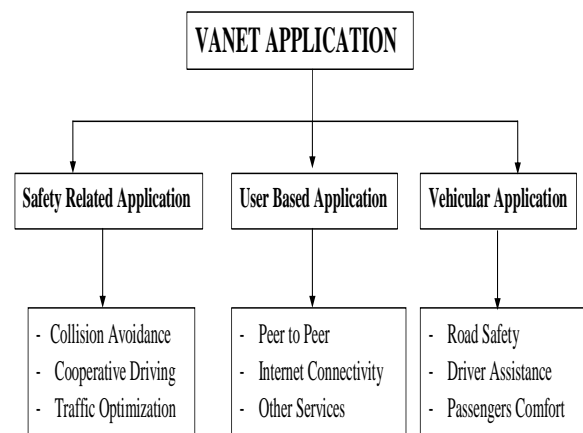 VANET APPLICATION
Safety Related Application
User Based Application
Vehicular Application
- Collision Avoidance
- Cooperative Driving
- Traffic Optimization
- Peer to Peer
- Internet Connectivity
- Other Services
- Road Safety
- Driver Assistance
- Passengers Comfort